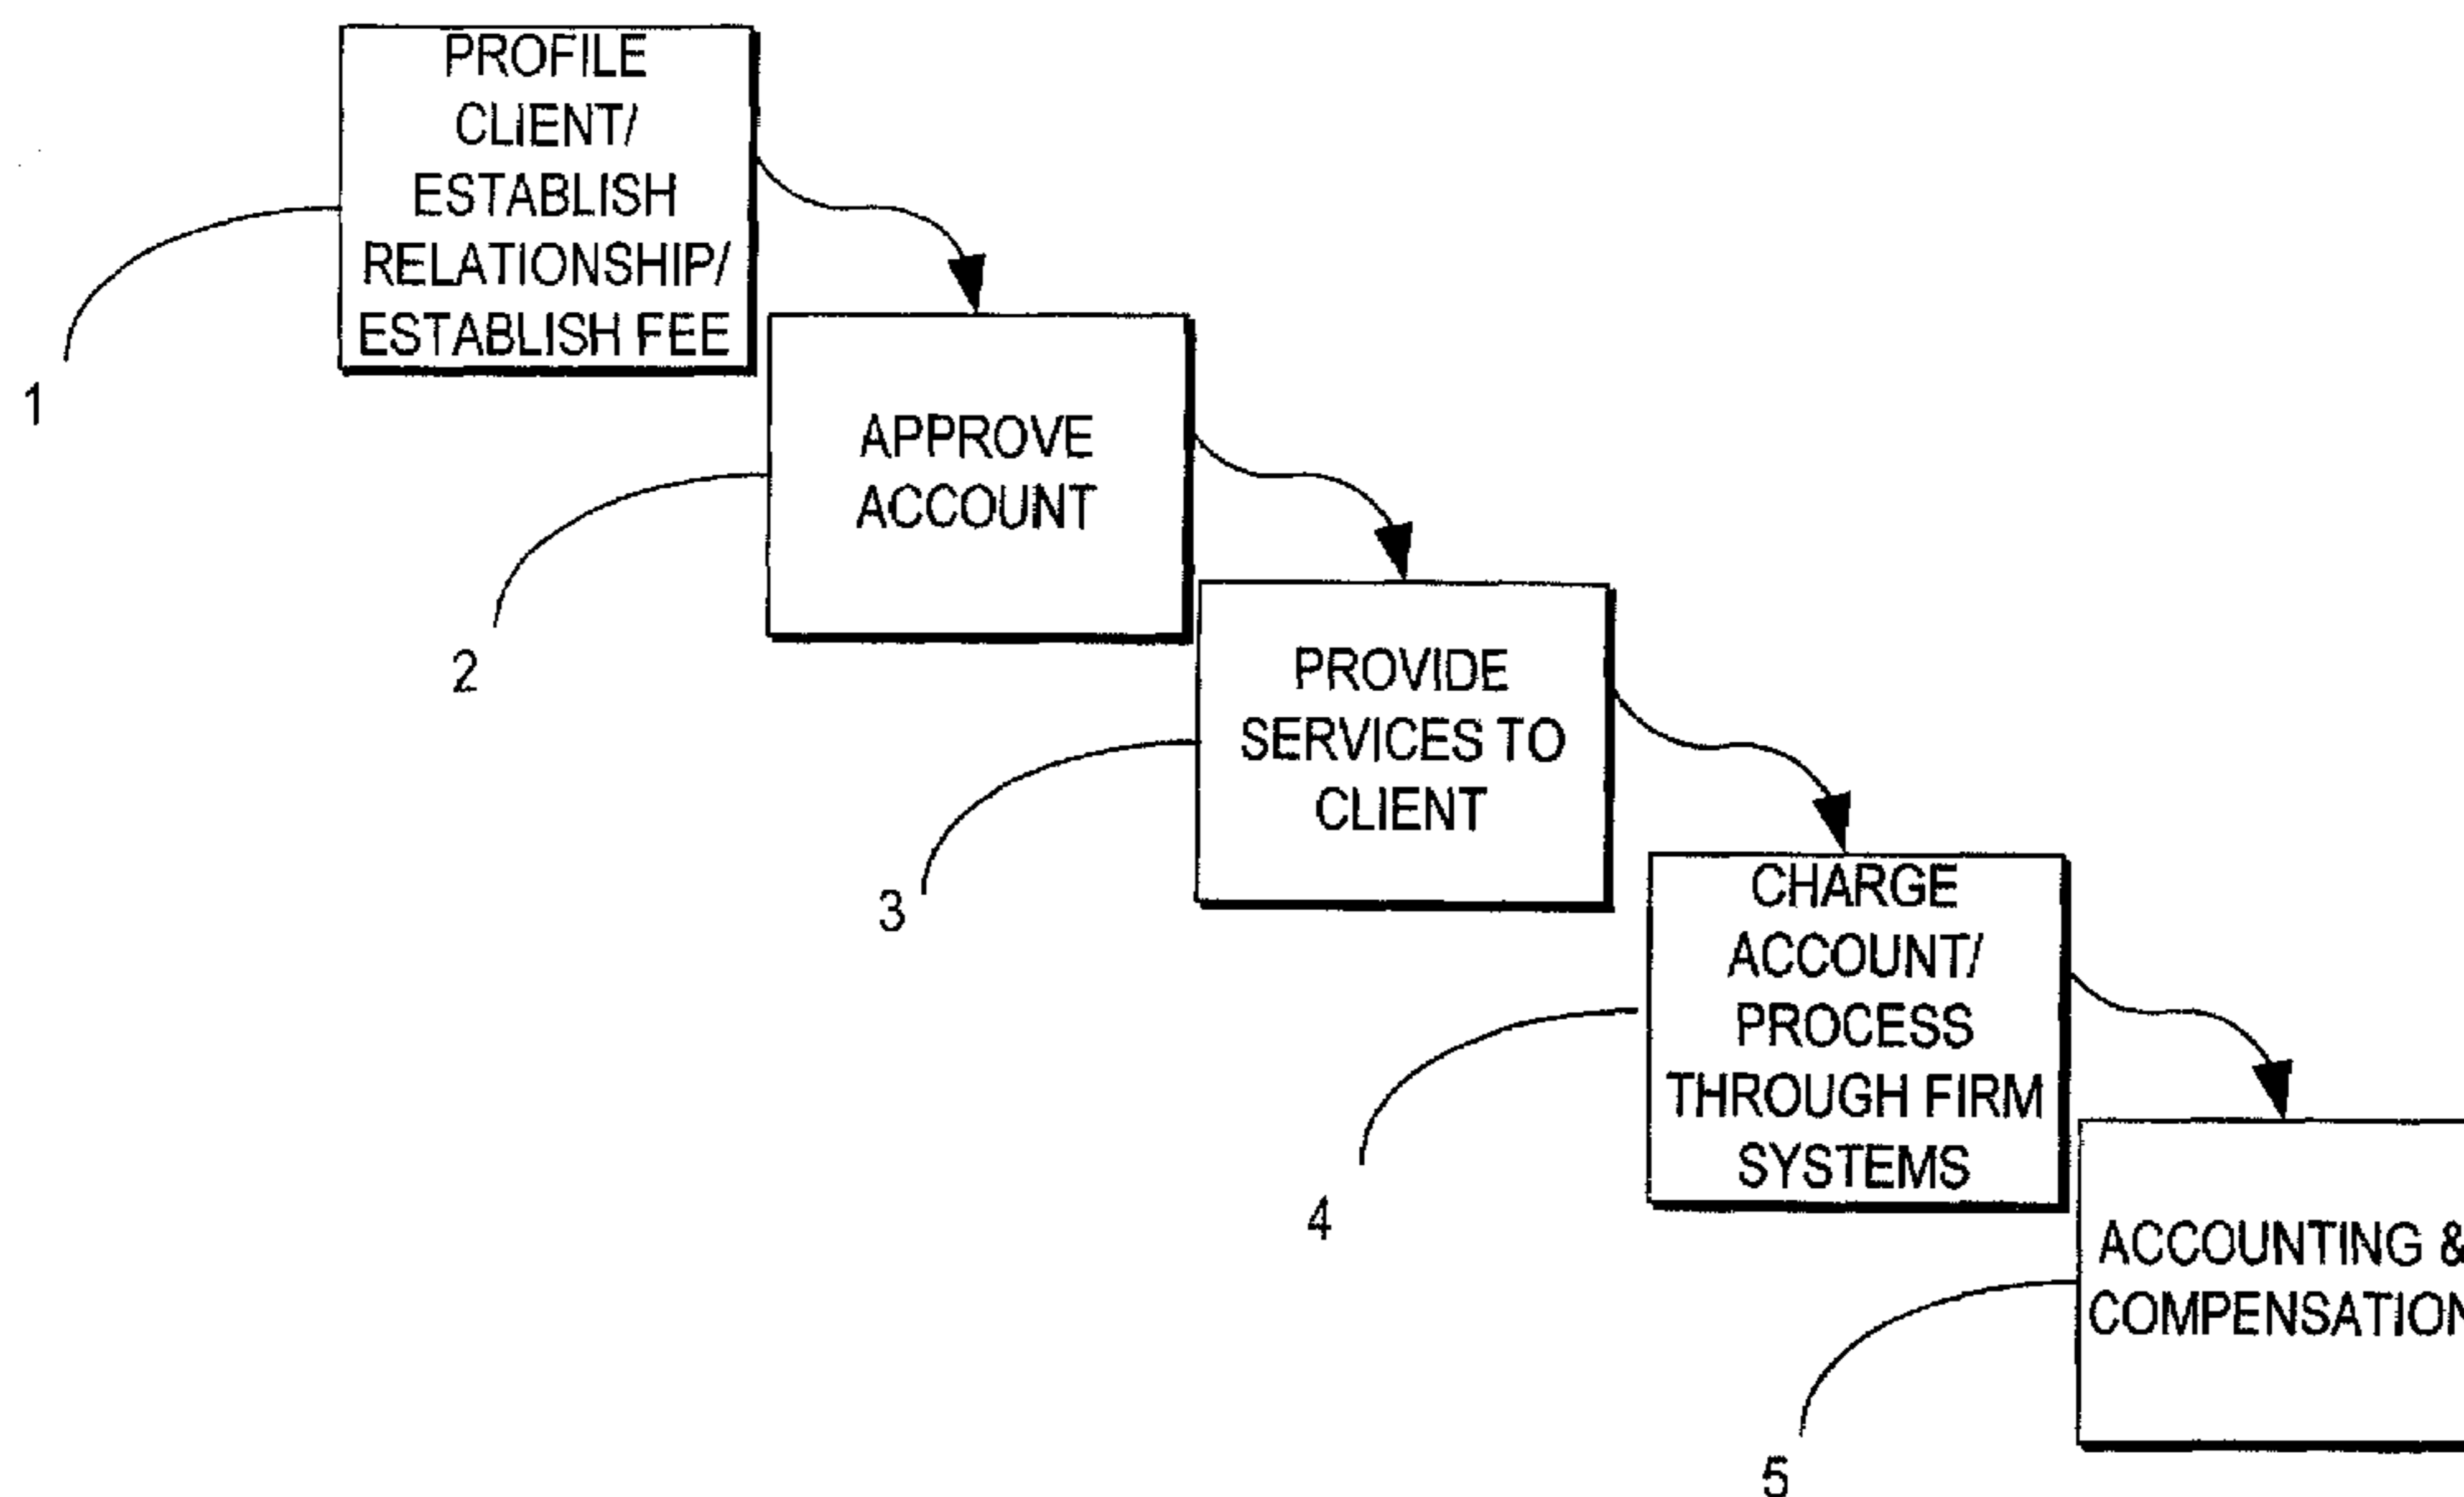 PROFILE
CLIENT/
ESTABLISH
RELATIONSHIP/
ESTABLISH FEE
1
APPROVE
ACCOUNT
2
PROVIDE
SERVICES TO
CLIENT
3
CHARGE
ACCOUNT/
PROCESS
THROUGH FIRM
SYSTEMS
4
ACCOUNTING &
COMPENSATION
5